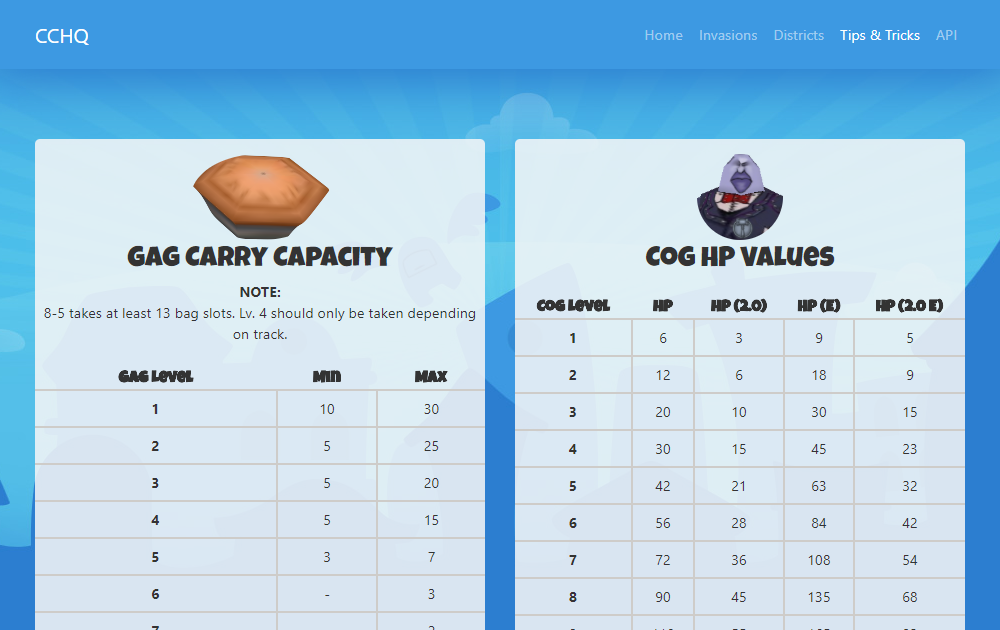 CCHQ
Home Invasions Districts Tips & Tricks API
Gag Carry Capacity
NOTE:
8-5 takes at least 13 bag slots. Lv. 4 should only be taken depending
on track.
Gag Level Min Max
1 10 30
2 5 25
3 5 20
4 5 15
5 3 7
6 - 3
Cog HP Values
Cog Level HP HP (2.0) HP (E) HP (2.0 E)
1 6 3 9 5
2 12 6 18 9
3 20 10 30 15
4 30 15 45 23
5 42 21 63 32
6 56 28 84 42
7 72 36 108 54
8 90 45 135 68